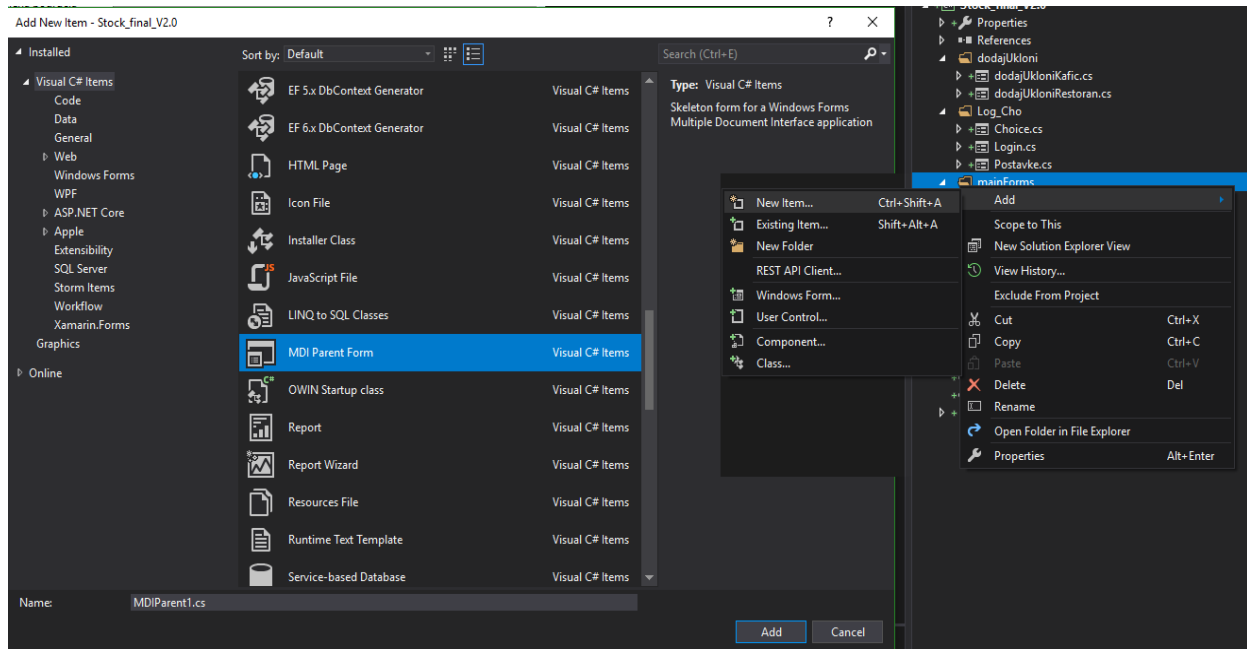 Add New Item - Stock_final_V2.0
?
Installed
Visual C# Items
Code
Data
General
Web
Windows Forms
WPF
ASP.NET Core
Apple
Extensibility
SQL Server
Storm Items
Workflow
Xamarin.Forms
Graphics
Online
Sort by: Default
Search (Ctrl+E)
EF 5.x DbContext Generator Visual C# Items
EF 6.x DbContext Generator Visual C# Items
HTML Page Visual C# Items
Icon File Visual C# Items
Installer Class Visual C# Items
JavaScript File Visual C# Items
LINQ to SQL Classes Visual C# Items
MDI Parent Form Visual C# Items
OWIN Startup class Visual C# Items
Report Visual C# Items
Report Wizard Visual C# Items
Resources File Visual C# Items
Runtime Text Template Visual C# Items
Service-based Database Visual C# Items
Type: Visual C# Items
Skeleton form for a Windows Forms
Multiple Document Interface application
Name: MDIParent1.cs
Add Cancel
Stock_final_V2.0
Properties
References
dodajUkloni
dodajUkloniKafic.cs
dodajUkloniRestoran.cs
Log_Cho
Choice.cs
Login.cs
Postavke.cs
mainForms
New Item... Ctrl+Shift+A
Existing Item... Shift+Alt+A
New Folder
REST API Client...
Windows Form...
User Control...
Component...
Class...
Add
Scope to This
New Solution Explorer View
View History...
Exclude From Project
Cut Ctrl+X
Copy Ctrl+C
Paste Ctrl+V
Delete Del
Rename
Open Folder in File Explorer
Properties Alt+Enter